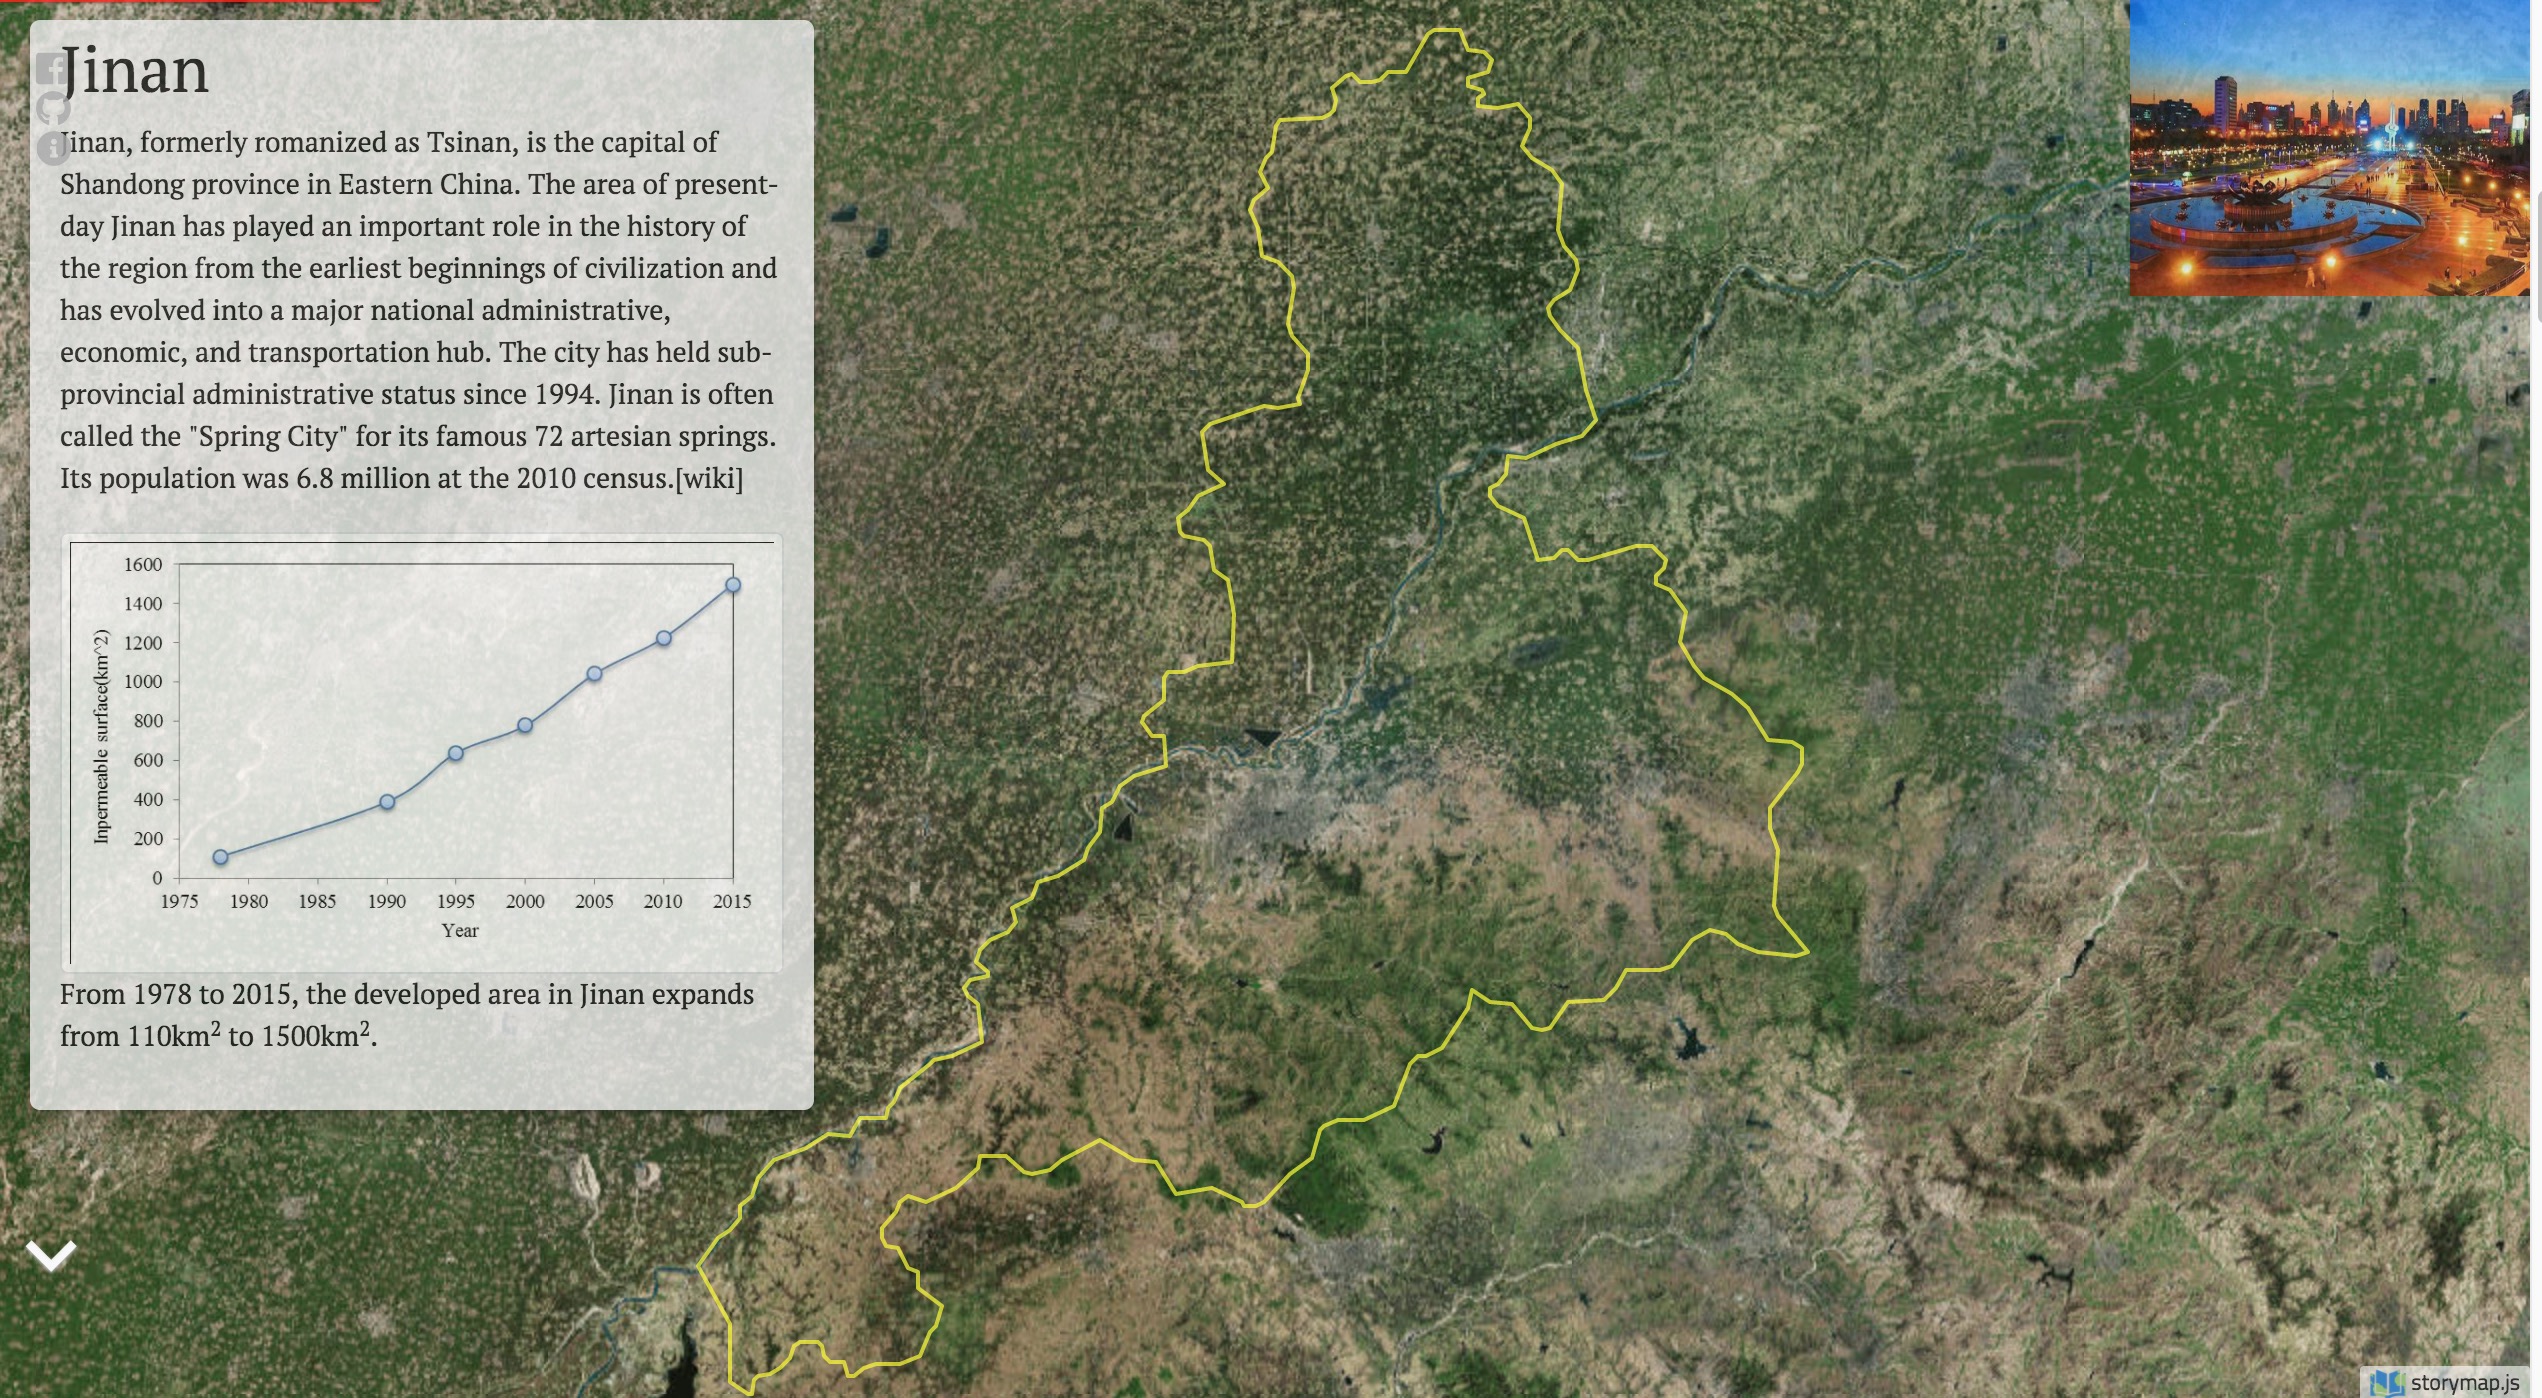 Jinan
Jinan, formerly romanized as Tsinan, is the capital of
Shandong province in Eastern China. The area of present-
day Jinan has played an important role in the history of
the region from the earliest beginnings of civilization and
has evolved into a major national administrative,
economic, and transportation hub. The city has held sub-
provincial administrative status since 1994. Jinan is often
called the "Spring City" for its famous 72 artesian springs.
Its population was 6.8 million at the 2010 census.[wiki]
1600
1400
1200
1000
800
600
400
200
0
Inpermeable surface(km^2)
1975 1980 1985 1990 1995 2000 2005 2010 2015
Year
From 1978 to 2015, the developed area in Jinan expands
from 110km² to 1500km².
storymap.js